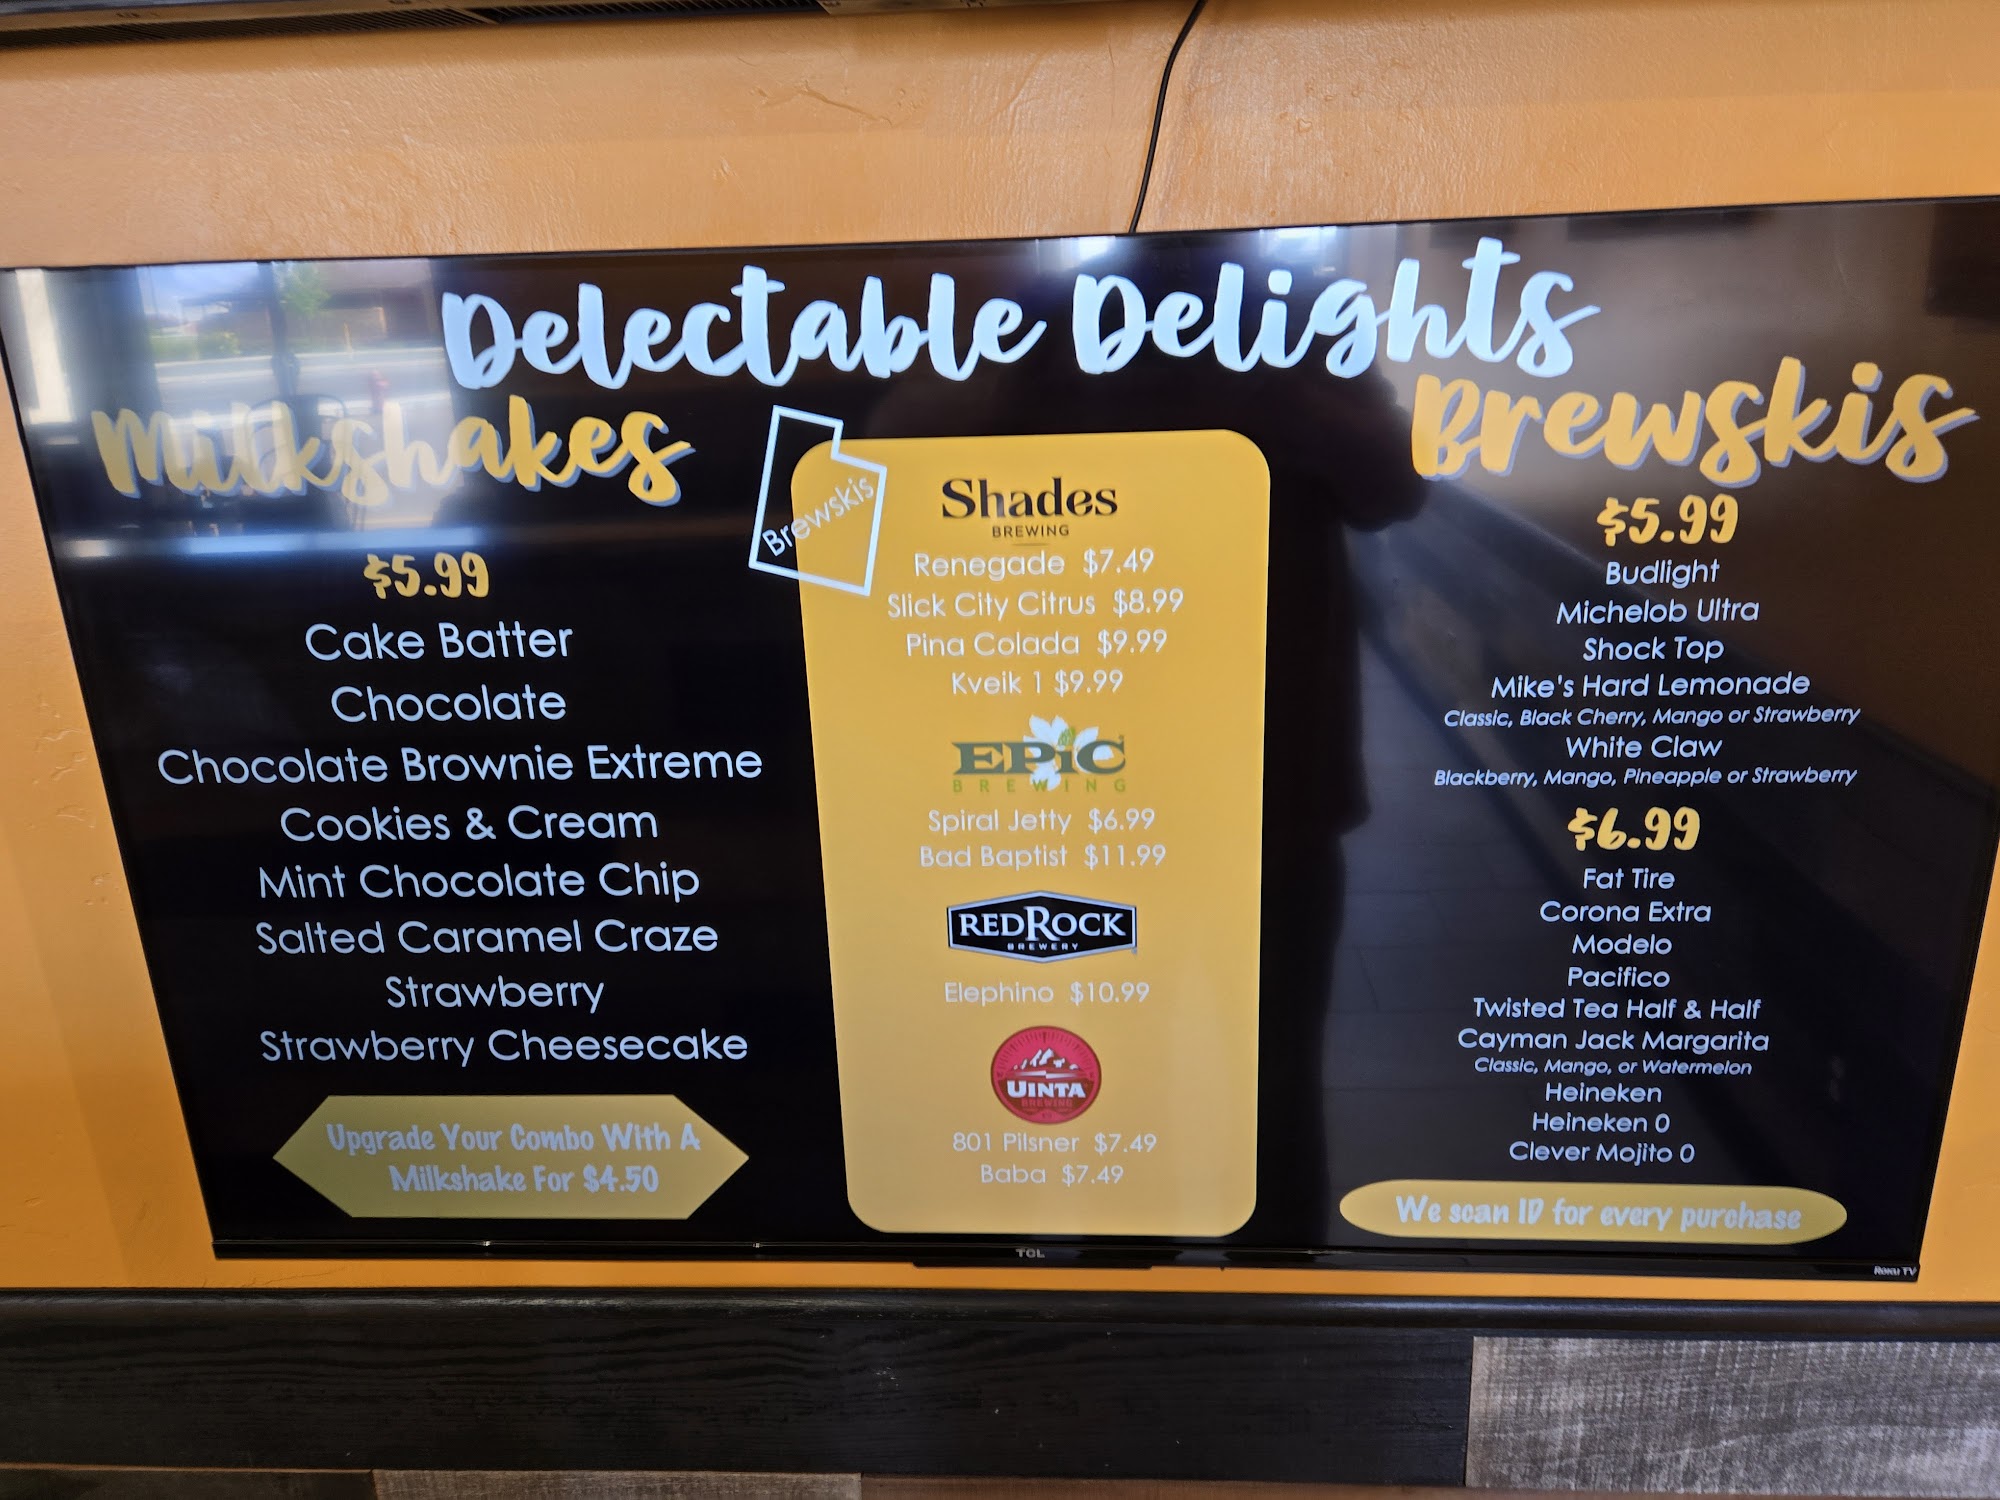 Delectable Delights
Milkshakes
$5.99
Cake Batter
Chocolate
Chocolate Brownie Extreme
Cookies & Cream
Mint Chocolate Chip
Salted Caramel Craze
Strawberry
Strawberry Cheesecake
Upgrade Your Combo With A
Milkshake For $4.50
Brewskis
Shades
BREWING
Renegade $7.49
Slick City Citrus $8.99
Pina Colada $9.99
Kveik 1 $9.99
EPIC
BREWING
Spiral Jetty $6.99
Bad Baptist $11.99
REDROCK
BREWERY
Elephino $10.99
UINTA
BREWING
801 Pilsner $7.49
Baba $7.49
Brewskis
$5.99
Budlight
Michelob Ultra
Shock Top
Mike's Hard Lemonade
Classic, Black Cherry, Mango or Strawberry
White Claw
Blackberry, Mango, Pineapple or Strawberry
$6.99
Fat Tire
Corona Extra
Modelo
Pacifico
Twisted Tea Half & Half
Cayman Jack Margarita
Classic, Mango, or Watermelon
Heineken
Heineken 0
Clever Mojito 0
We scan ID for every purchase
TCL
Roku TV